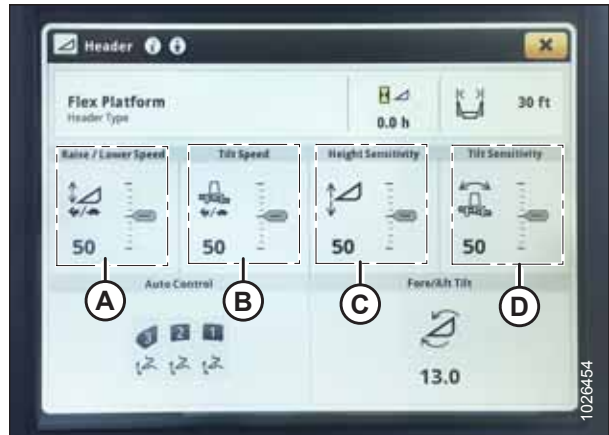 Header
Flex Platform
Header Type
0.0 h
30 ft
Raise / Lower Speed
Tilt Speed
Height Sensitivity
Tilt Sensitivity
50
50
50
50
A
B
C
D
Auto Control
Fore/Aft Tilt
3 2 1
13.0
1026454